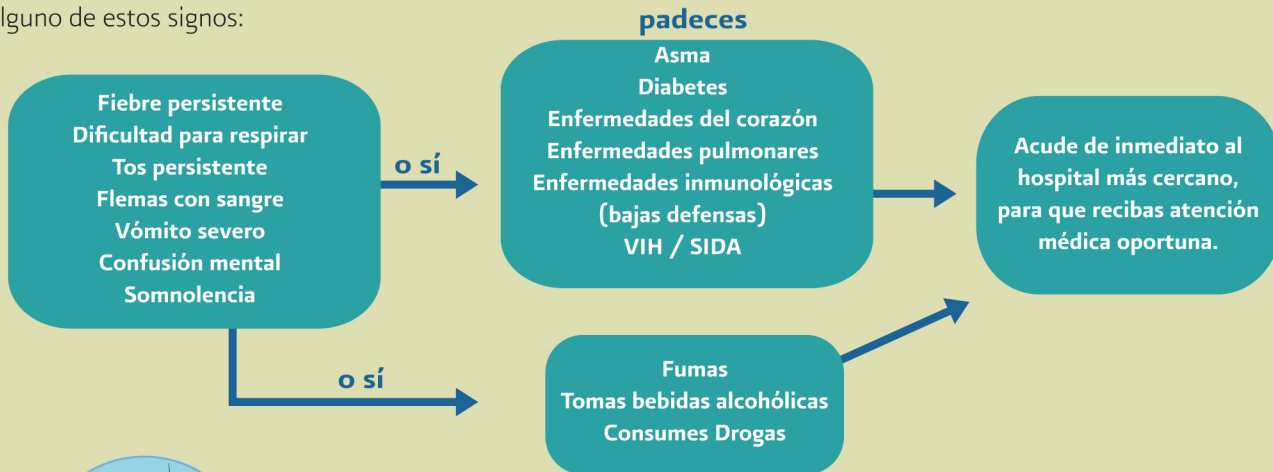 lguno de estos signos:
Fiebre persistente
Dificultad para respirar
Tos persistente
Flemas con sangre
Vómito severo
Confusión mental
Somnolencia
o sí
padeces
Asma
Diabetes
Enfermedades del corazón
Enfermedades pulmonares
Enfermedades inmunológicas
(bajas defensas)
VIH / SIDA
o sí
Fumas
Tomas bebidas alcohólicas
Consumes Drogas
Acude de inmediato al
hospital más cercano,
para que recibas atención
médica oportuna.